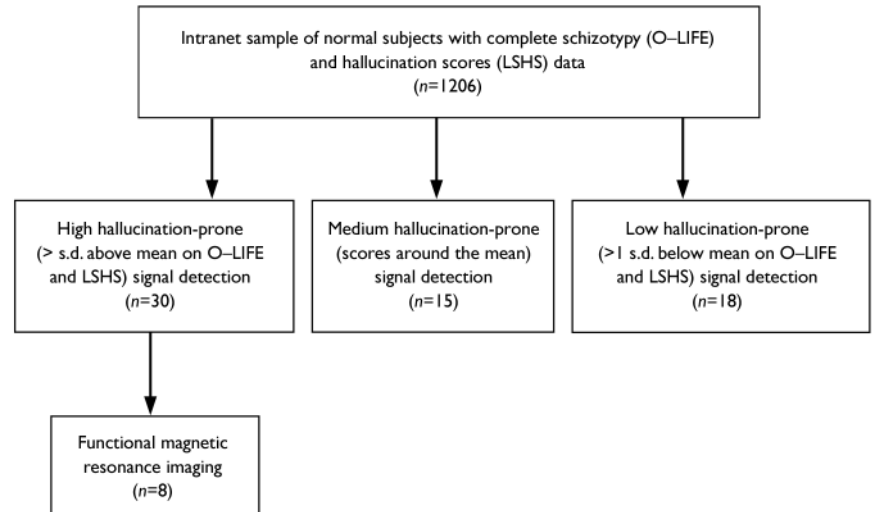 Intranet sample of normal subjects with complete schizotypy (O–LIFE)
and hallucination scores (LSHS) data
(n=1206)
High hallucination-prone
(> s.d. above mean on O–LIFE
and LSHS) signal detection
(n=30)
Medium hallucination-prone
(scores around the mean)
signal detection
(n=15)
Low hallucination-prone
(>1 s.d. below mean on O–LIFE
and LSHS) signal detection
(n=18)
Functional magnetic
resonance imaging
(n=8)